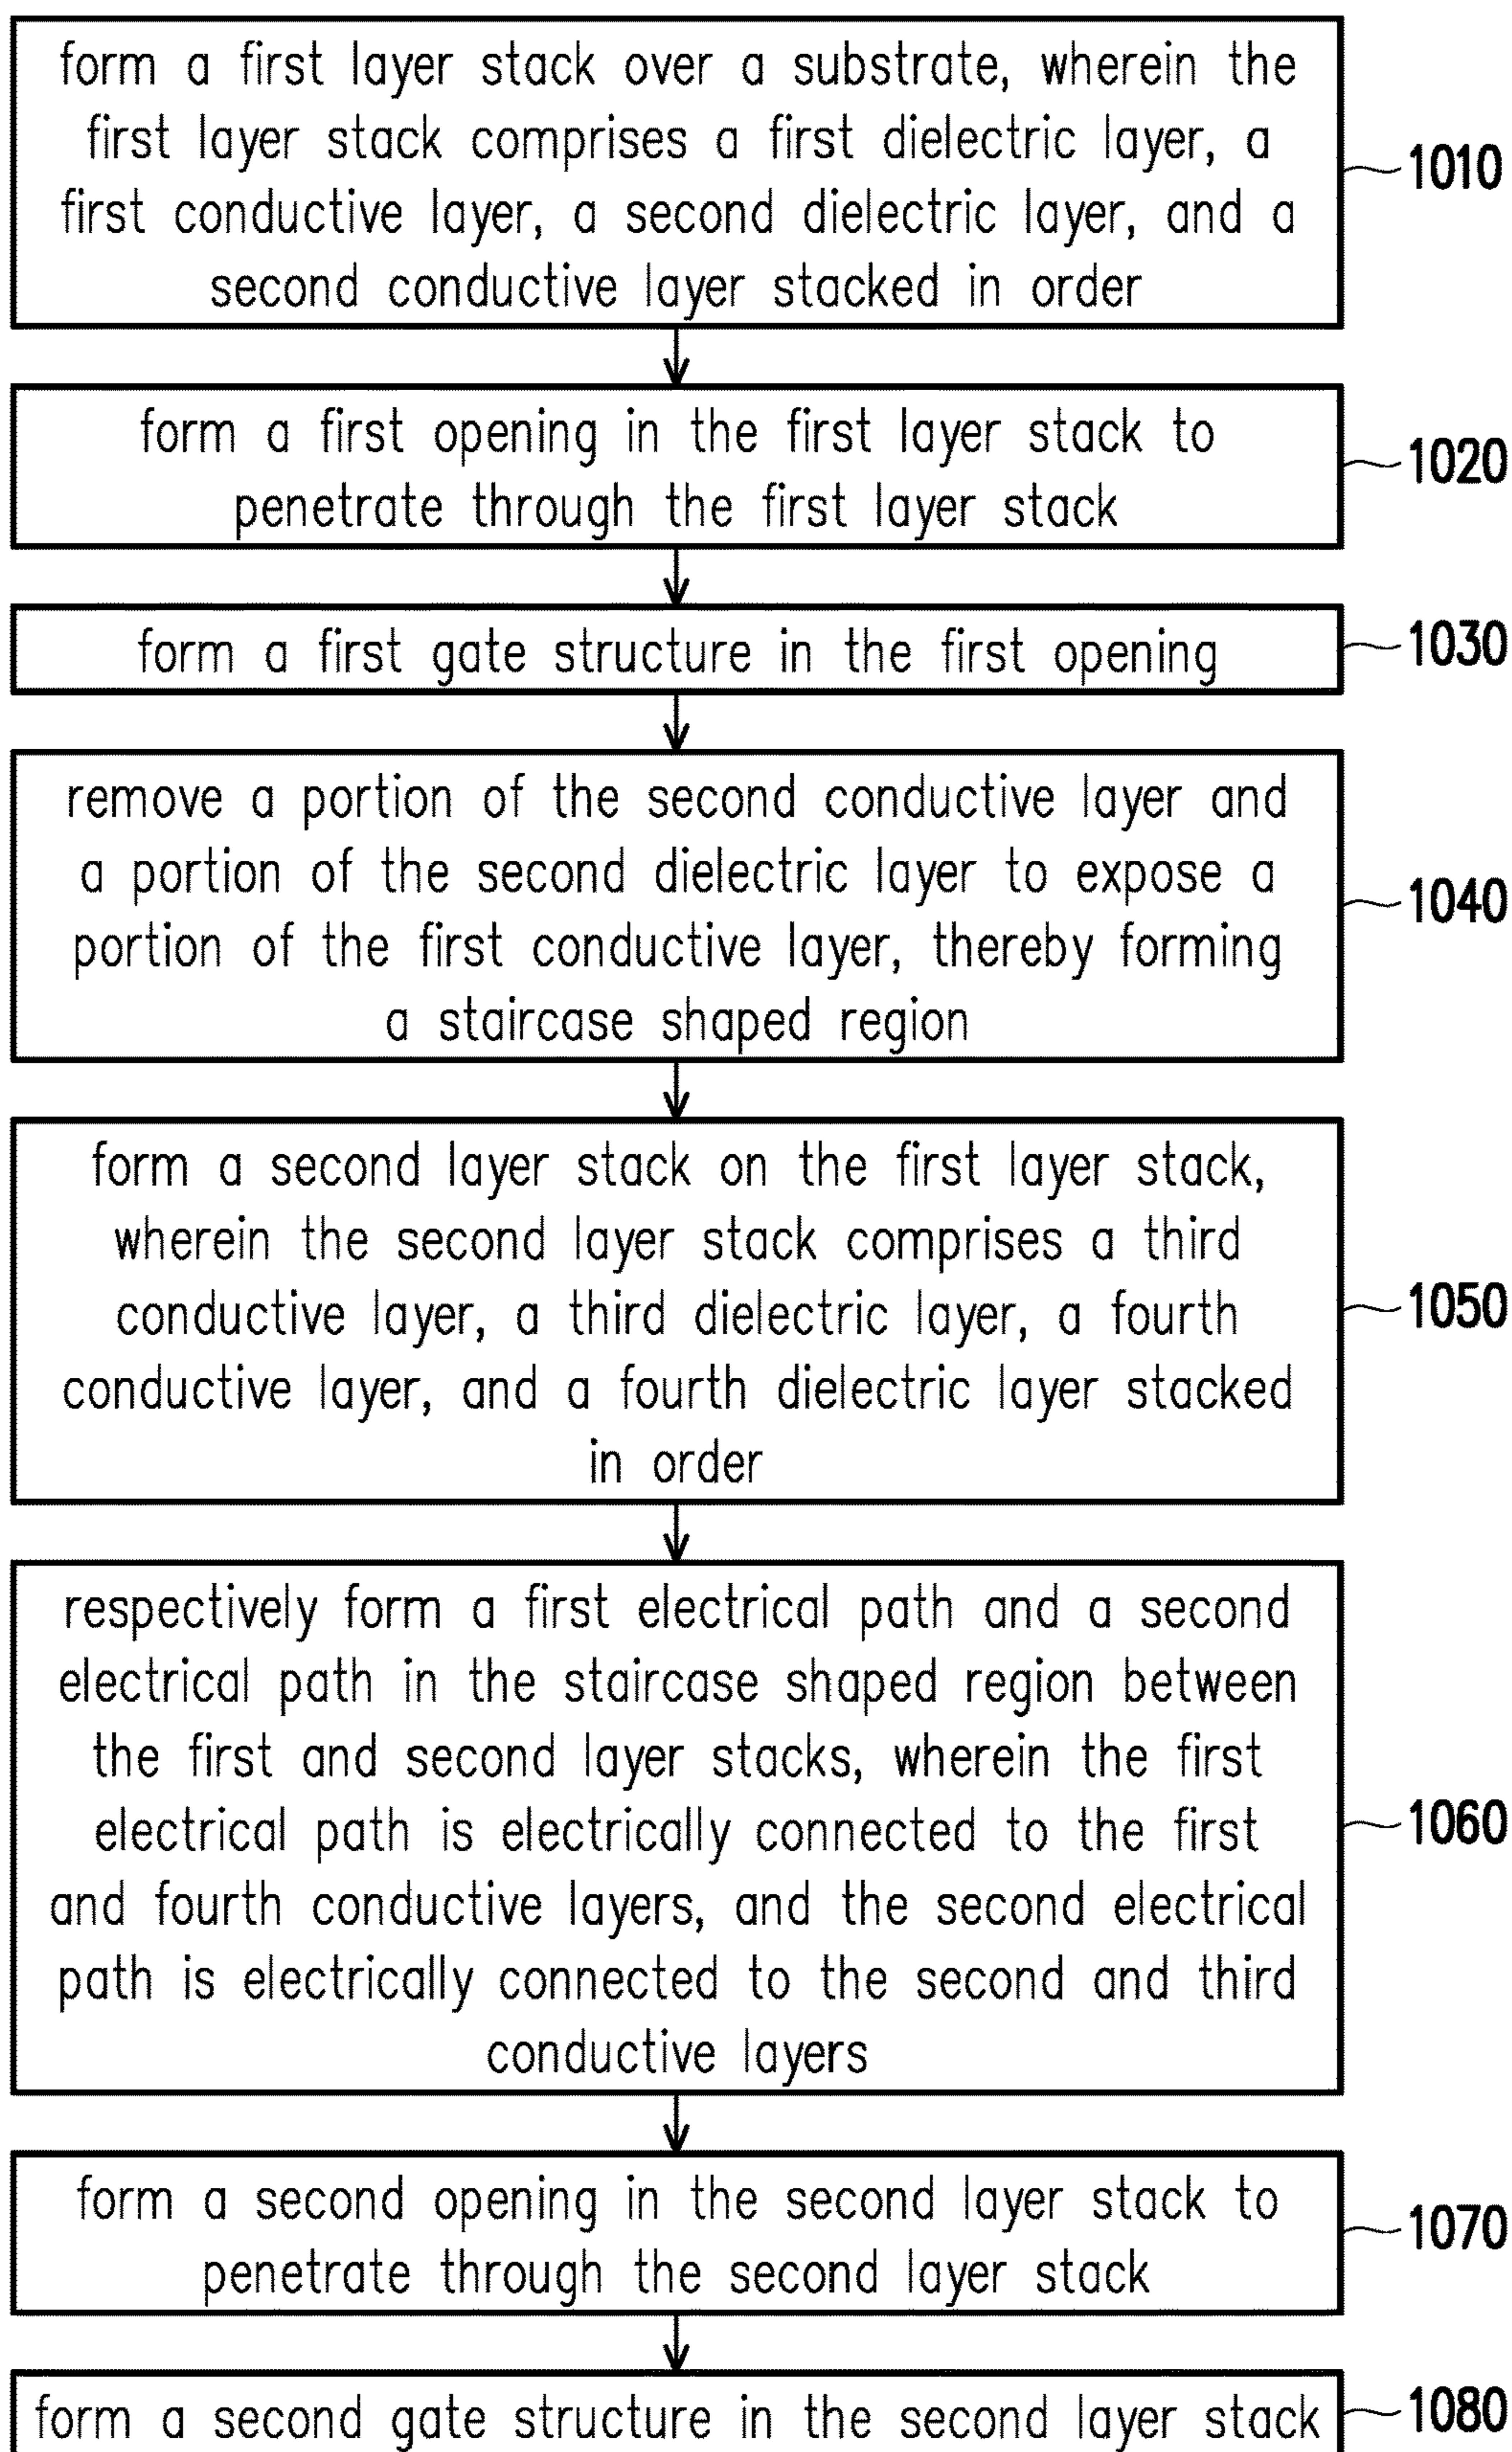 form a first layer stack over a substrate, wherein the
first layer stack comprises a first dielectric layer, a
first conductive layer, a second dielectric layer, and a
second conductive layer stacked in order
1010
form a first opening in the first layer stack to
penetrate through the first layer stack
1020
form a first gate structure in the first opening
1030
remove a portion of the second conductive layer and
a portion of the second dielectric layer to expose a
portion of the first conductive layer, thereby forming
a staircase shaped region
1040
form a second layer stack on the first layer stack,
wherein the second layer stack comprises a third
conductive layer, a third dielectric layer, a fourth
conductive layer, and a fourth dielectric layer stacked
in order
1050
respectively form a first electrical path and a second
electrical path in the staircase shaped region between
the first and second layer stacks, wherein the first
electrical path is electrically connected to the first
and fourth conductive layers, and the second electrical
path is electrically connected to the second and third
conductive layers
1060
form a second opening in the second layer stack to
penetrate through the second layer stack
1070
form a second gate structure in the second layer stack
1080